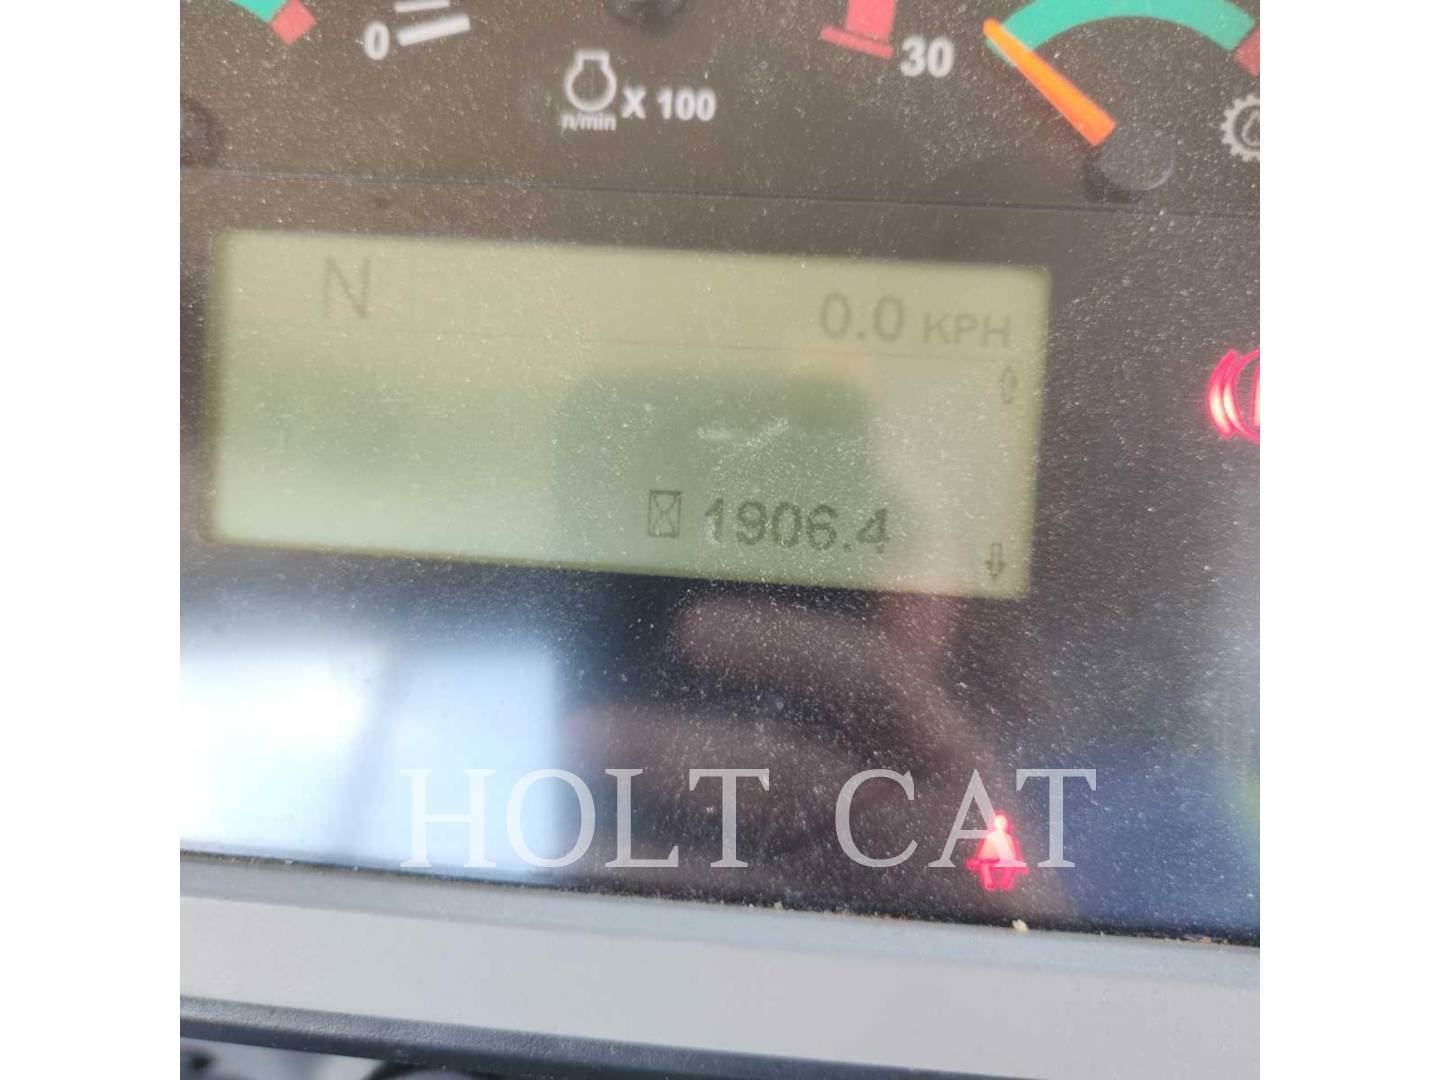 0
30
n/min X 100
N 0.0 KPH
1906.4
HOLT CAT